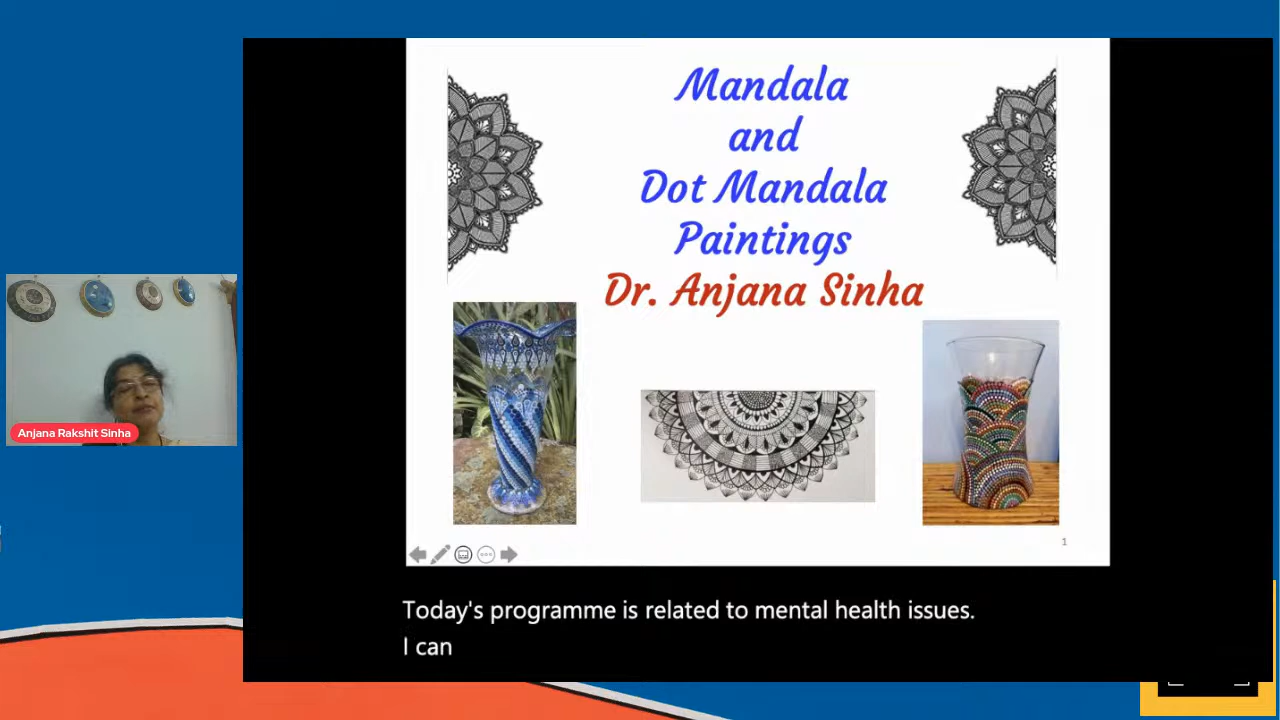 Mandala
and
Dot Mandala
Paintings
Dr. Anjana Sinha
Anjana Rakshit Sinha
1
Today's programme is related to mental health issues.
I can